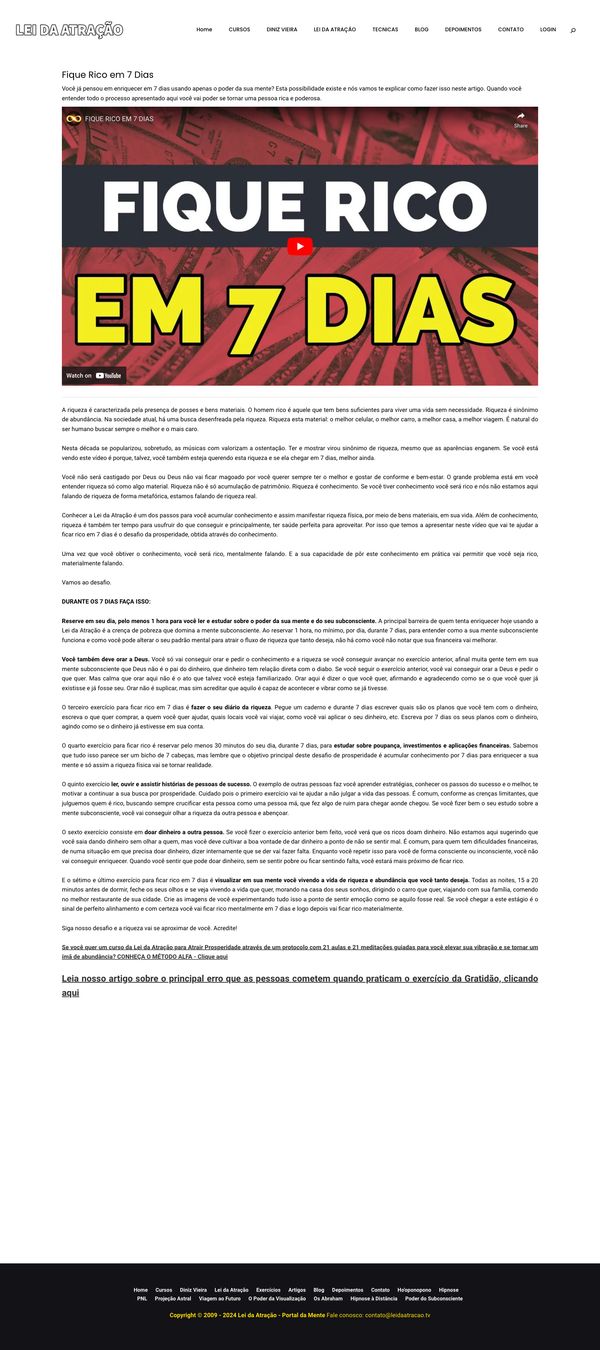 LEI DA ATRAÇÃO
Home CURSOS DINIZ VIEIRA LEI DA ATRAÇÃO TECNICAS BLOG DEPOIMENTOS CONTATO LOGIN
Fique Rico em 7 Dias
Você já pensou em enriquecer em 7 dias usando apenas o poder da sua mente? Esta possibilidade existe e nós vamos te explicar como fazer isso neste artigo. Quando você
entender todo o processo apresentado aqui você vai poder se tornar uma pessoa rica e poderosa.
FIQUE RICO EM 7 DIAS
Share
FIQUE RICO
EM 7 DIAS
Watch on YouTube
A riqueza é caracterizada pela presença de posses e bens materiais. O homem rico é aquele que tem bens suficientes para viver uma vida sem necessidade. Riqueza é sinônimo
de abundância. Na sociedade atual, há uma busca desenfreada pela riqueza. Riqueza esta material: o melhor celular, o melhor carro, a melhor casa, a melhor viagem. É natural do
ser humano buscar sempre o melhor e o mais caro.
Nesta década se popularizou, sobretudo, as músicas com valorizam a ostentação. Ter e mostrar virou sinônimo de riqueza, mesmo que as aparências enganem. Se você está
vendo este vídeo é porque, talvez, você também esteja querendo esta riqueza e se ela chegar em 7 dias, melhor ainda.
Você não será castigado por Deus ou Deus não vai ficar magoado por você querer sempre ter o melhor e gostar de conforme e bem-estar. O grande problema está em você
entender riqueza só como algo material. Riqueza não é só acumulação de patrimônio. Riqueza é conhecimento. Se você tiver conhecimento você será rico e nós não estamos aqui
falando de riqueza de forma metafórica, estamos falando de riqueza real.
Conhecer a Lei da Atração é um dos passos para você acumular conhecimento e assim manifestar riqueza física, por meio de bens materiais, em sua vida. Além de conhecimento,
riqueza é também ter tempo para usufruir do que conseguir e principalmente, ter saúde perfeita para aproveitar. Por isso que temos a apresentar neste vídeo que vai te ajudar a
ficar rico em 7 dias é o desafio da prosperidade, obtida através do conhecimento.
Uma vez que você obtiver o conhecimento, você será rico, mentalmente falando. E a sua capacidade de pôr este conhecimento em prática vai permitir que você seja rico,
materialmente falando.
Vamos ao desafio.
DURANTE OS 7 DIAS FAÇA ISSO:
Reserve em seu dia, pelo menos 1 hora para você ler e estudar sobre o poder da sua mente e do seu subconsciente. A principal barreira de quem tenta enriquecer hoje usando a
Lei da Atração é a crença de pobreza que domina a mente subconsciente. Ao reservar 1 hora, no mínimo, por dia, durante 7 dias, para entender como a sua mente subconsciente
funciona e como você pode alterar o seu padrão mental para atrair o fluxo de riqueza que tanto deseja, não há como você não notar que sua financeira vai melhorar.
Você também deve orar a Deus. Você só vai conseguir orar e pedir o conhecimento e a riqueza se você conseguir avançar no exercício anterior, afinal muita gente tem em sua
mente subconsciente que Deus não é o pai do dinheiro, que dinheiro tem relação direta com o diabo. Se você seguir o exercício anterior, você vai conseguir orar a Deus e pedir o
que quer. Mas calma que orar aqui não é o ato que talvez você esteja familiarizado. Orar aqui é dizer o que você quer, afirmando e agradecendo como se o que você quer já
existisse e já fosse seu. Orar não é suplicar, mas sim acreditar que aquilo é capaz de acontecer e vibrar como se já tivesse.
O terceiro exercício para ficar rico em 7 dias é fazer o seu diário da riqueza. Pegue um caderno e durante 7 dias escrever quais são os planos que você tem com o dinheiro,
escreva o que quer comprar, a quem você quer ajudar, quais locais você vai viajar, como você vai aplicar o seu dinheiro, etc. Escreva por 7 dias os seus planos com o dinheiro,
agindo como se o dinheiro já estivesse em sua conta.
O quarto exercício para ficar rico é reservar pelo menos 30 minutos do seu dia, durante 7 dias, para estudar sobre poupança, investimentos e aplicações financeiras. Sabemos
que tudo isso parece ser um bicho de 7 cabeças, mas lembre que o objetivo principal deste desafio de prosperidade é acumular conhecimento por 7 dias para enriquecer a sua
mente e só assim a riqueza física vai se tornar realidade.
O quinto exercício ler, ouvir e assistir histórias de pessoas de sucesso. O exemplo de outras pessoas faz você aprender estratégias, conhecer os passos do sucesso e o melhor, te
motivar a continuar a sua busca por prosperidade. Cuidado pois o primeiro exercício vai te ajudar a não julgar a vida das pessoas. É comum, conforme as crenças limitantes, que
julguemos quem é rico, buscando sempre crucificar esta pessoa como uma pessoa má, que fez algo de ruim para chegar aonde chegou. Se você fizer bem o seu estudo sobre a
mente subconsciente, você vai conseguir olhar a riqueza da outra pessoa e abençoar.
O sexto exercício consiste em doar dinheiro a outra pessoa. Se você fizer o exercício anterior bem feito, você verá que os ricos doam dinheiro. Não estamos aqui sugerindo que
você saia dando dinheiro sem olhar a quem, mas você deve cultivar a boa vontade de dar dinheiro a ponto de não se sentir mal. É comum, para quem tem dificuldades financeiras,
de numa situação em que precisa doar dinheiro, dizer internamente que se der vai fazer falta. Enquanto você repetir isso para você de forma consciente ou inconsciente, você não
vai conseguir enriquecer. Quando você sentir que pode doar dinheiro, sem se sentir pobre ou ficar sentindo falta, você estará mais próximo de ficar rico.
E o sétimo e último exercício para ficar rico em 7 dias é visualizar em sua mente você vivendo a vida de riqueza e abundância que você tanto deseja. Todas as noites, 15 a 20
minutos antes de dormir, feche os seus olhos e se veja vivendo a vida que quer, morando na casa dos seus sonhos, dirigindo o carro que quer, viajando com sua família, comendo
no melhor restaurante de sua cidade. Crie as imagens de você experimentando tudo isso a ponto de sentir emoção como se aquilo fosse real. Se você chegar a este estágio é o
sinal de perfeito alinhamento e com certeza você vai ficar rico mentalmente em 7 dias e logo depois vai ficar rico materialmente.
Siga nosso desafio e a riqueza vai se aproximar de você. Acredite!
Se você quer um curso da Lei da Atração para Atrair Prosperidade através de um protocolo com 21 aulas e 21 meditações guiadas para você elevar sua vibração e se tornar um
ímã de abundância? CONHEÇA O MÉTODO ALFA - Clique aqui
Leia nosso artigo sobre o principal erro que as pessoas cometem quando praticam o exercício da Gratidão, clicando
aqui
Home Cursos Diniz Vieira Lei da Atração Exercícios Artigos Blog Depoimentos Contato Ho'oponopono Hipnose
PNL Projeção Astral Viagem ao Futuro O Poder da Visualização Os Abraham Hipnose à Distância Poder do Subconsciente
Copyright © 2009 - 2024 Lei da Atração - Portal da Mente Fale conosco: contato@leidaatracao.tv